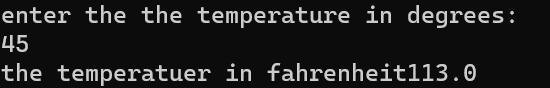 enter the the temperature in degrees:
45
the temperatuer in fahrenheit113.0